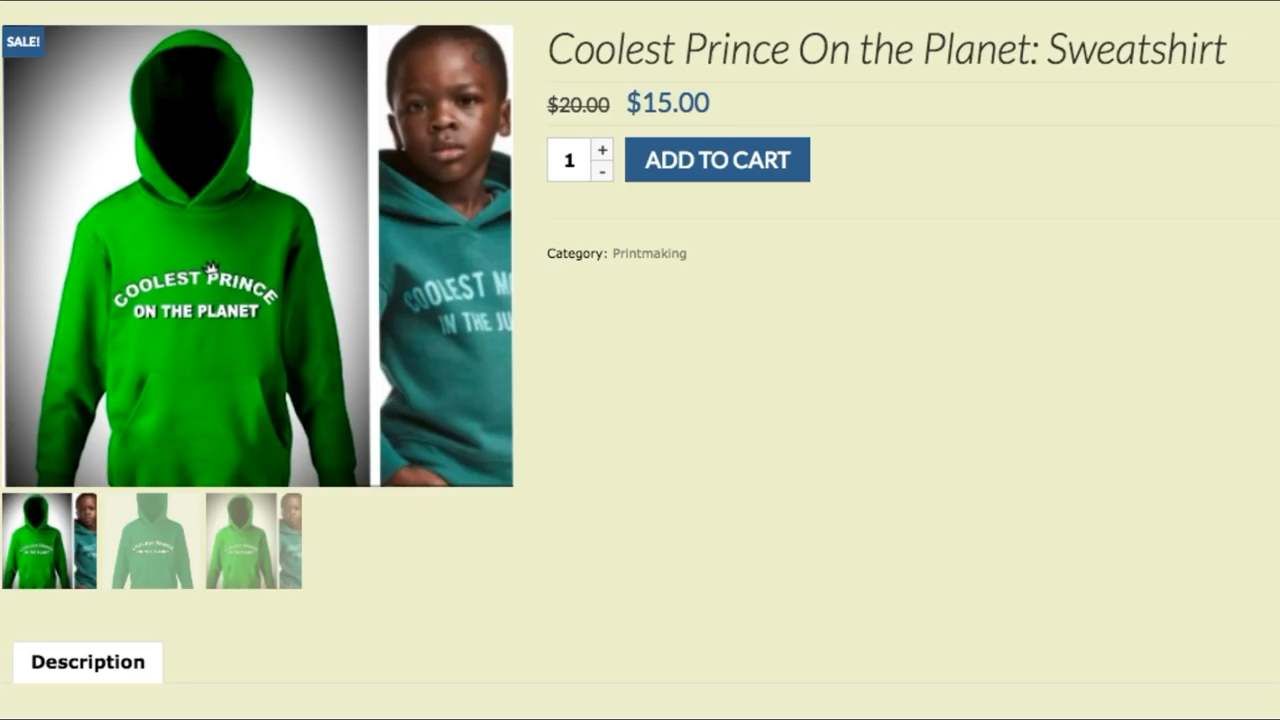 SALE!
COOLEST PRINCE
ON THE PLANET
COOLEST M
IN THE JU
Coolest Prince On the Planet: Sweatshirt
$20.00 $15.00
1 + -
ADD TO CART
Category: Printmaking
Description